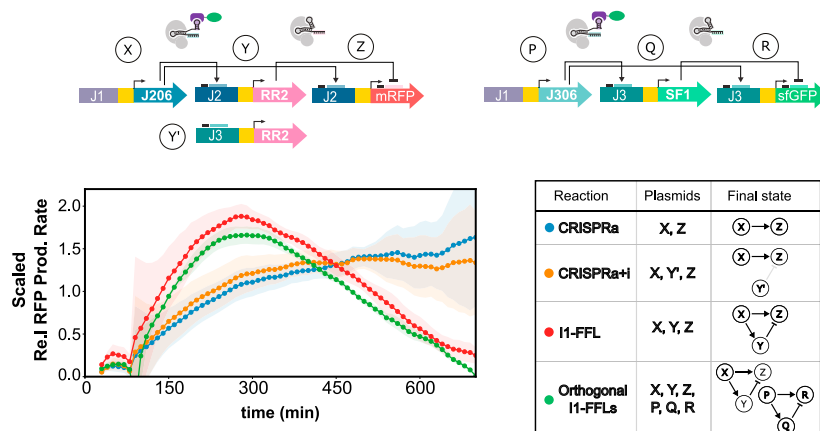 X
Y
Z
P
Q
R
J1
J206
J2
RR2
J2
mRFP
J1
J306
J3
SF1
J3
sfGFP
Y'
J3
RR2
Scaled
Re.l RFP Prod. Rate
2.0
1.5
1.0
0.5
0.0
0
150
300
450
600
time (min)
Reaction Plasmids Final state
CRISPRa X, Z X Z
CRISPRa+i X, Y', Z X Z
Y'
I1-FFL X, Y, Z X Z
Y
Orthogonal I1-FFLs X, Y, Z, P, Q, R X Z
Y P R
Q